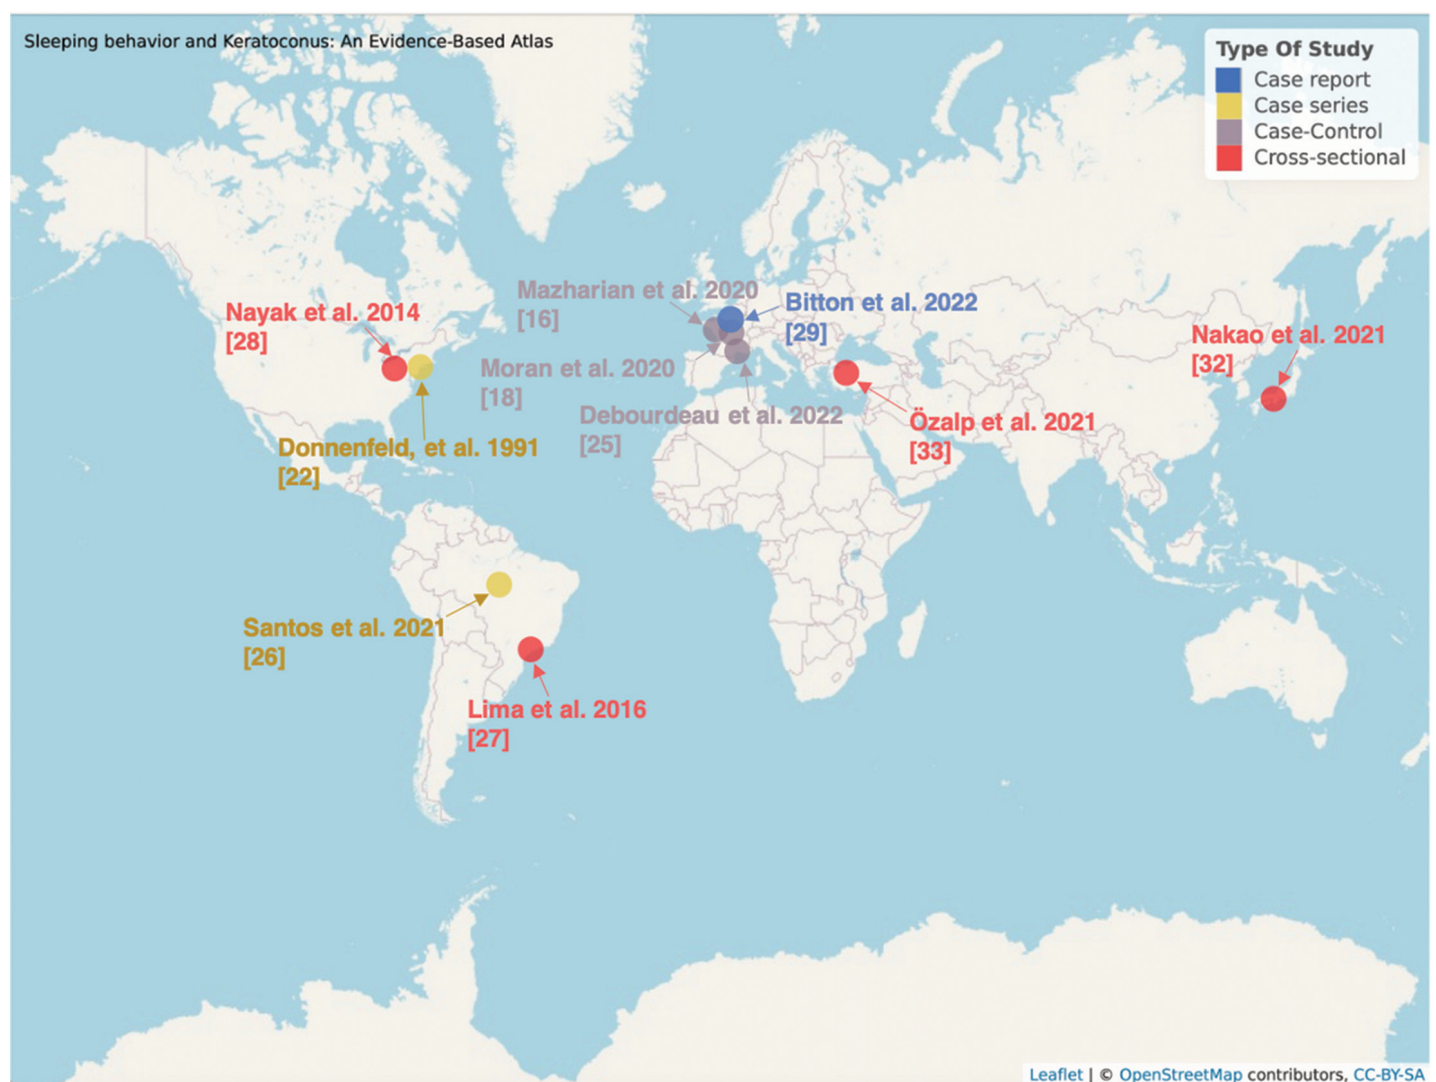 Sleeping behavior and Keratoconus: An Evidence-Based Atlas
Type Of Study
Case report
Case series
Case-Control
Cross-sectional
Mazharian et al. 2020
[16]
Bitton et al. 2022
[29]
Nayak et al. 2014
[28]
Nakao et al. 2021
[32]
Moran et al. 2020
[18]
Debourdeau et al. 2022
[25]
Özalp et al. 2021
[33]
Donnenfeld, et al. 1991
[22]
Santos et al. 2021
[26]
Lima et al. 2016
[27]
Leaflet | © OpenStreetMap contributors, CC-BY-SA